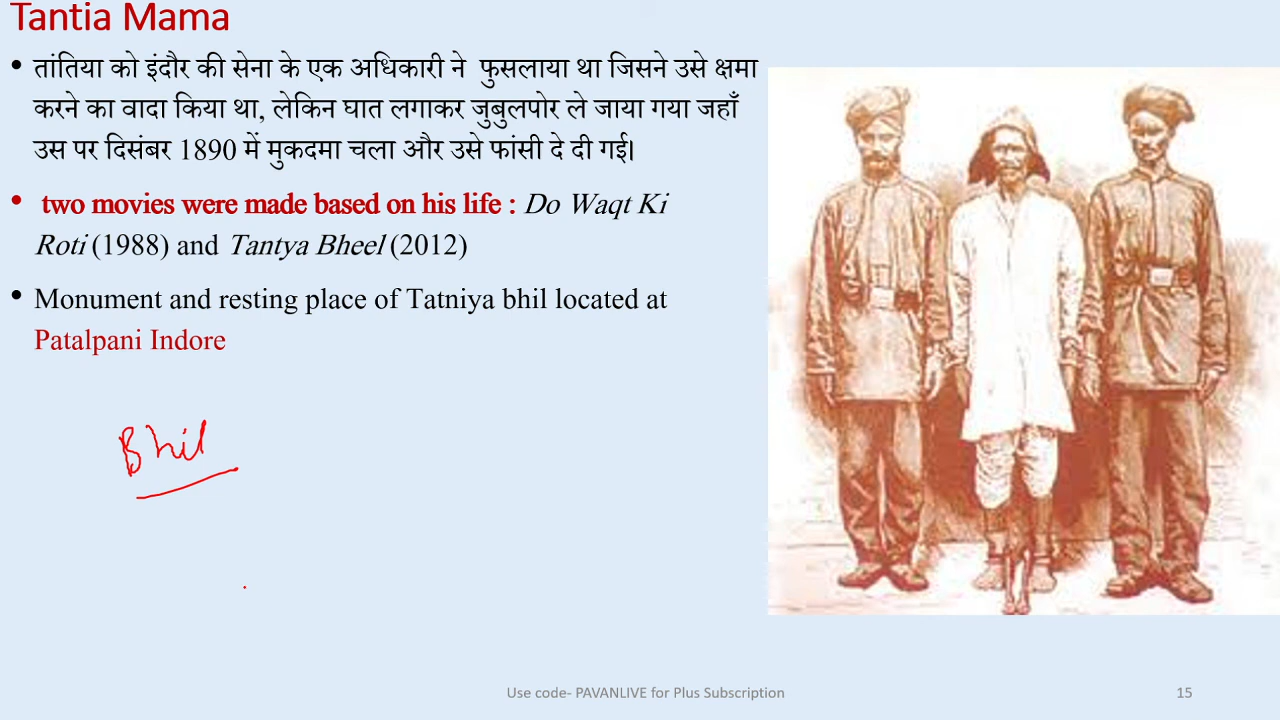 Tantia Mama
• तांतिया को इंदौर की सेना के एक अधिकारी ने फुसलाया था जिसने उसे क्षमा
करने का वादा किया था, लेकिन घात लगाकर जुबुलपोर ले जाया गया जहाँ
उस पर दिसंबर 1890 में मुकदमा चला और उसे फांसी दे दी गई।
• two movies were made based on his life : Do Waqt Ki
Roti (1988) and Tantya Bheel (2012)
• Monument and resting place of Tatniya bhil located at
Patalpani Indore
Bhil
Use code- PAVANLIVE for Plus Subscription
15